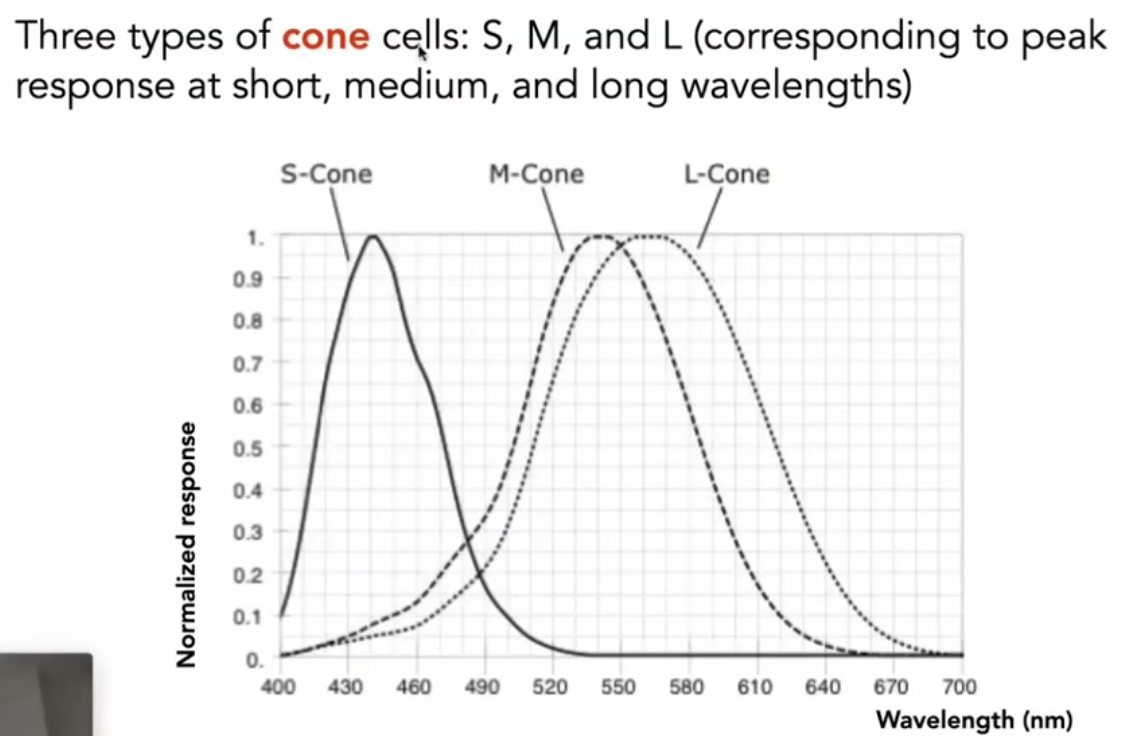 Three types of cone cells: S, M, and L (corresponding to peak
response at short, medium, and long wavelengths)
S-Cone
M-Cone
L-Cone
Normalized response
1.
0.9
0.8
0.7
0.6
0.5
0.4
0.3
0.2
0.1
0.
400 430 460 490 520 550 580 610 640 670 700
Wavelength (nm)